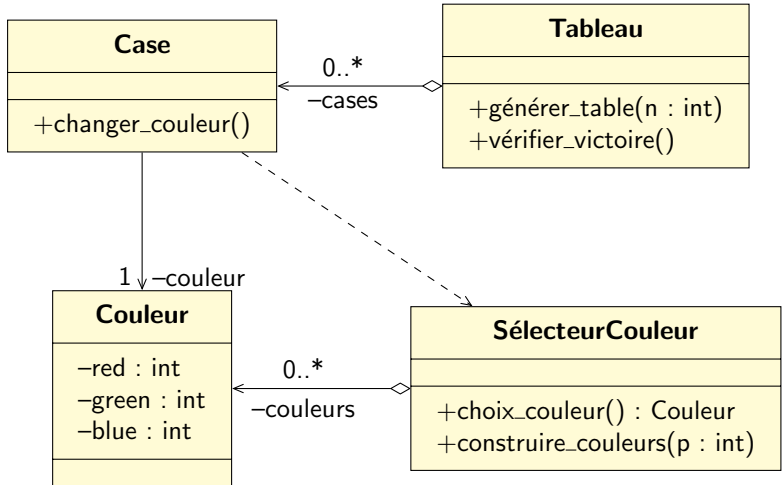 Case
+changer_couleur()
0..*
–cases
Tableau
+générer_table(n : int)
+vérifier_victoire()
1 –couleur
Couleur
–red : int
–green : int
–blue : int
0..*
–couleurs
SélecteurCouleur
+choix_couleur() : Couleur
+construire_couleurs(p : int)